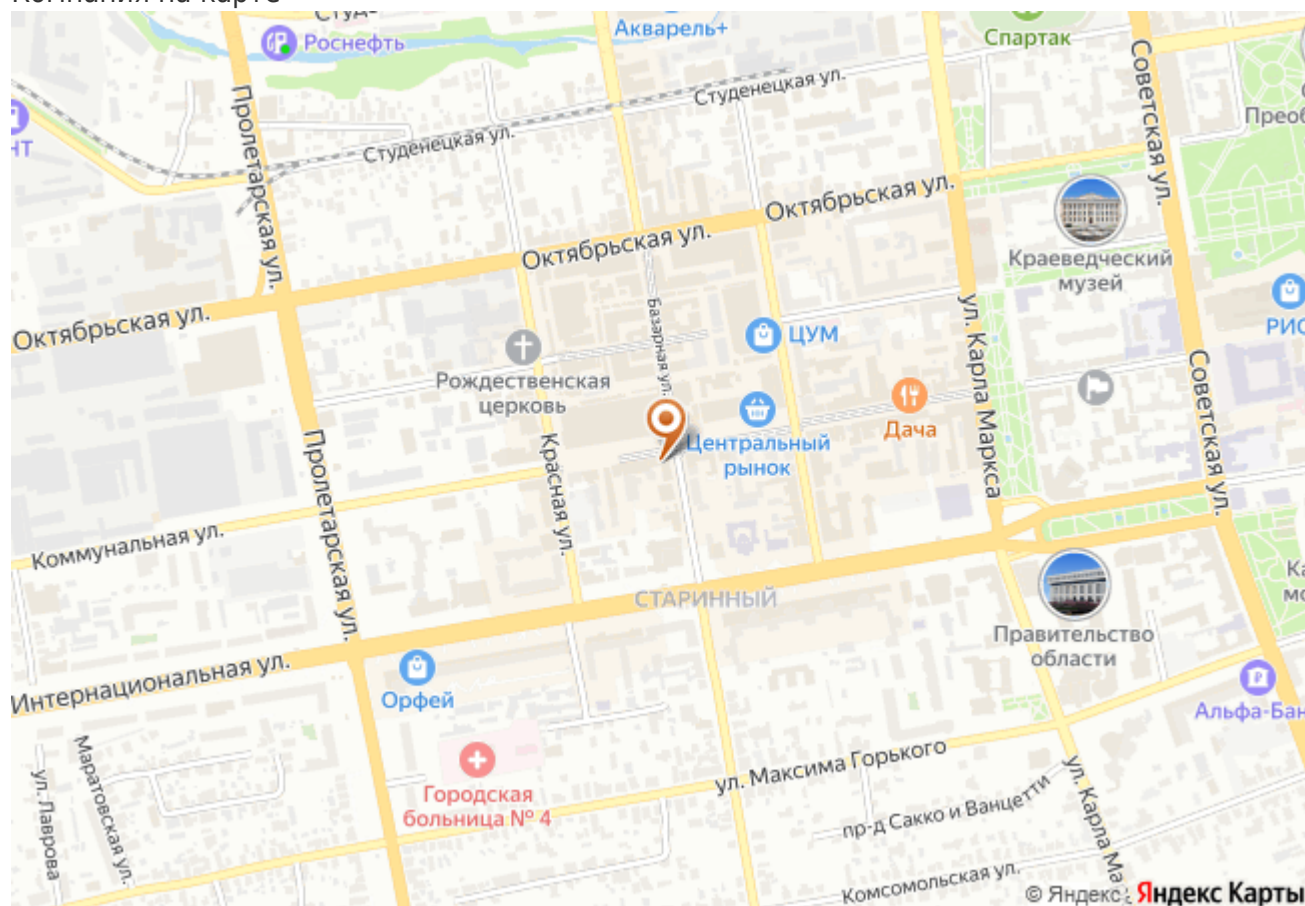 Компания на карте
Акварель+
Роснефть
Спартак
Студенецкая ул.
Студенецкая ул.
Пролетарская ул.
Советская ул.
Октябрьская ул.
Октябрьская ул.
Октябрьская ул.
Краеведческий
музей
Базарная ул.
ЦУМ
ул. Карла Маркса
Рождественская
церковь
Дача
Центральный
рынок
Красная ул.
Пролетарская ул.
Советская ул.
Коммунальная ул.
СТАРИННЫЙ
Правительство
области
Интернациональная ул.
Орфей
Альфа-Бан
Маратовская ул.
ул. Лаврова
Городская
больница № 4
ул. Максима Горького
пр-д Сакко и Ванцетти
ул. Карла Ма
Комсомольская ул.
© Яндекс
Яндекс Карты